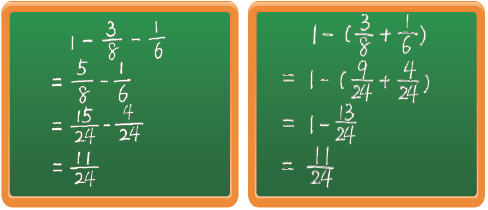 1 - 3/8 - 1/6
= 5/8 - 1/6
= 15/24 - 4/24
= 11/24
1 - (3/8 + 1/6)
= 1 - (9/24 + 4/24)
= 1 - 13/24
= 11/24